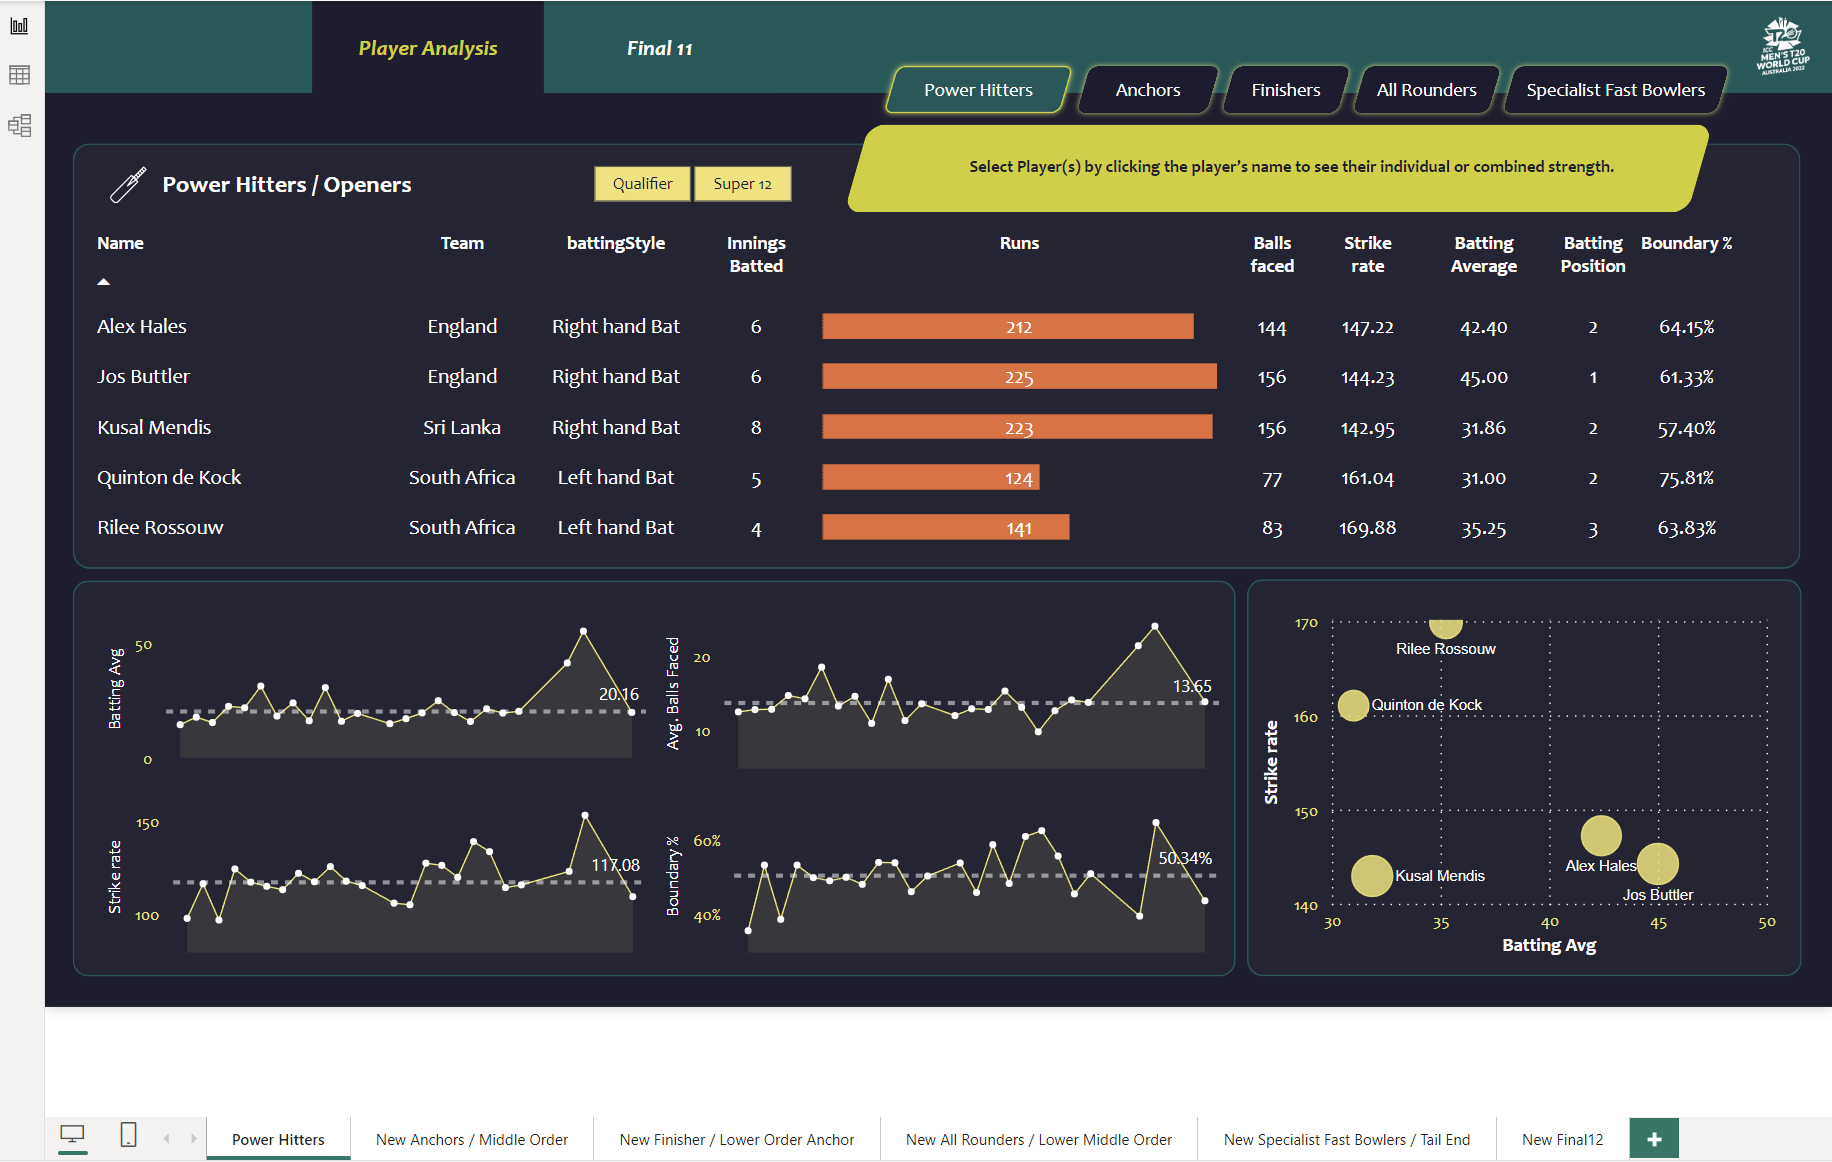 Player Analysis
Final 11
ICC
MEN'S T20
WORLD CUP
AUSTRALIA 2022
Power Hitters
Anchors
Finishers
All Rounders
Specialist Fast Bowlers
Select Player(s) by clicking the player's name to see their individual or combined strength.
Power Hitters / Openers
Qualifier
Super 12
Name Team battingStyle Innings Batted Runs Balls faced Strike rate Batting Average Batting Position Boundary %
Alex Hales England Right hand Bat 6 212 144 147.22 42.40 2 64.15%
Jos Buttler England Right hand Bat 6 225 156 144.23 45.00 1 61.33%
Kusal Mendis Sri Lanka Right hand Bat 8 223 156 142.95 31.86 2 57.40%
Quinton de Kock South Africa Left hand Bat 5 124 77 161.04 31.00 2 75.81%
Rilee Rossouw South Africa Left hand Bat 4 141 83 169.88 35.25 3 63.83%
Batting Avg
50
0
20.16
Avg. Balls Faced
20
10
13.65
Strike rate
150
100
117.08
Boundary %
60%
40%
50.34%
Strike rate
170
160
150
140
Rilee Rossouw
Quinton de Kock
Alex Hales
Kusal Mendis
Jos Buttler
30 35 40 45 50
Batting Avg
Power Hitters
New Anchors / Middle Order
New Finisher / Lower Order Anchor
New All Rounders / Lower Middle Order
New Specialist Fast Bowlers / Tail End
New Final12
+